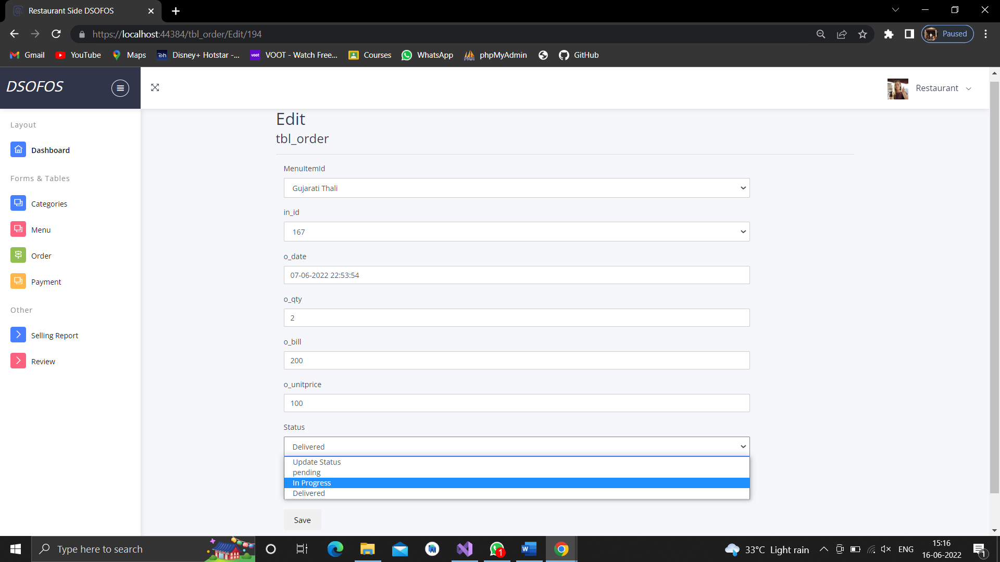 Restaurant Side DSOFOS
https://localhost:44384/tbl_order/Edit/194
Paused
Gmail
YouTube
Maps
Disney+ Hotstar -...
VOOT - Watch Free...
Courses
WhatsApp
phpMyAdmin
GitHub
DSOFOS
Restaurant
Layout
Dashboard
Forms & Tables
Categories
Menu
Order
Payment
Other
Selling Report
Review
Edit
tbl_order
MenuItemId
Gujarati Thali
in_id
167
o_date
07-06-2022 22:53:54
o_qty
2
o_bill
200
o_unitprice
100
Status
Delivered
Update Status
pending
In Progress
Delivered
Save
Type here to search
1
33°C Light rain
ENG
15:16
16-06-2022
1